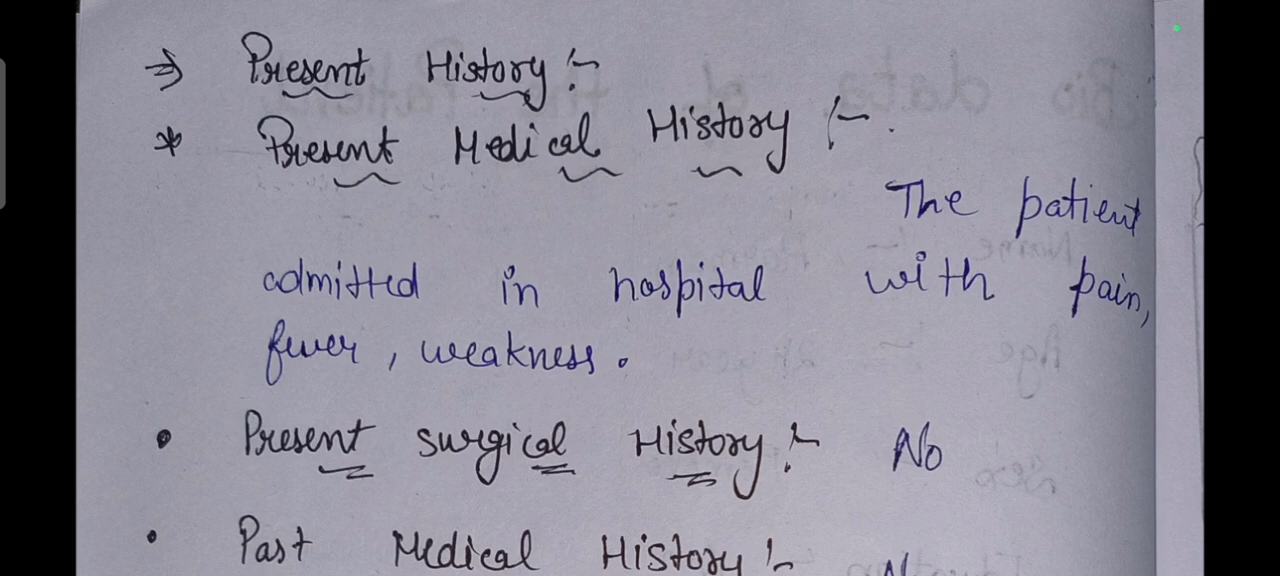 ⇒ Present History :-
* Present Medical History :-
The patient
admitted in hospital with pain,
fever, weakness.
• Present surgical History :- No
• Past Medical History :-